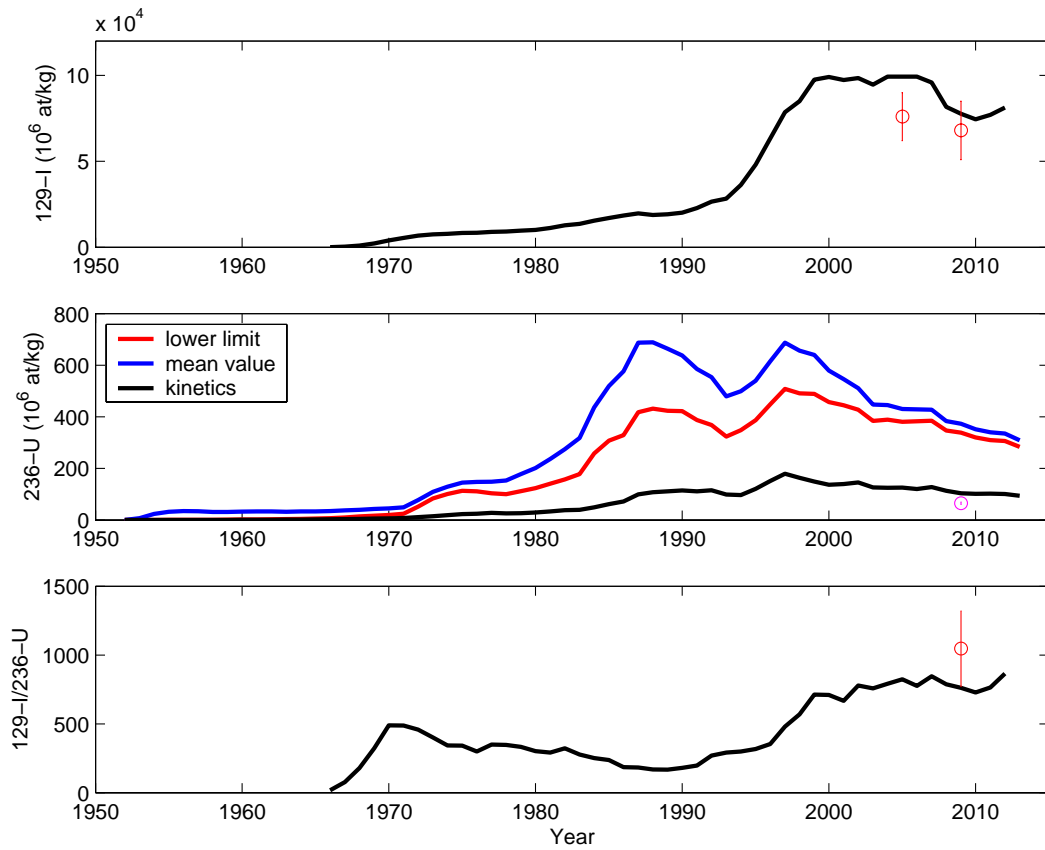 x 10^4
129-I (10^6 at/kg)
10
5
0
1950 1960 1970 1980 1990 2000 2010
236-U (10^6 at/kg)
800
600
400
200
0
lower limit
mean value
kinetics
1950 1960 1970 1980 1990 2000 2010
129-I/236-U
1500
1000
500
0
1950 1960 1970 1980 1990 2000 2010
Year